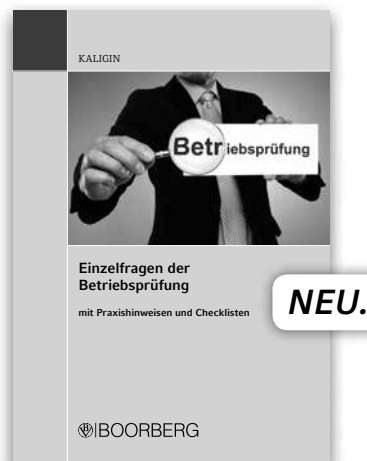 KALIGIN
Betriebsprüfung
Einzelfragen der
Betriebsprüfung
mit Praxishinweisen und Checklisten
NEU.
BOORBERG